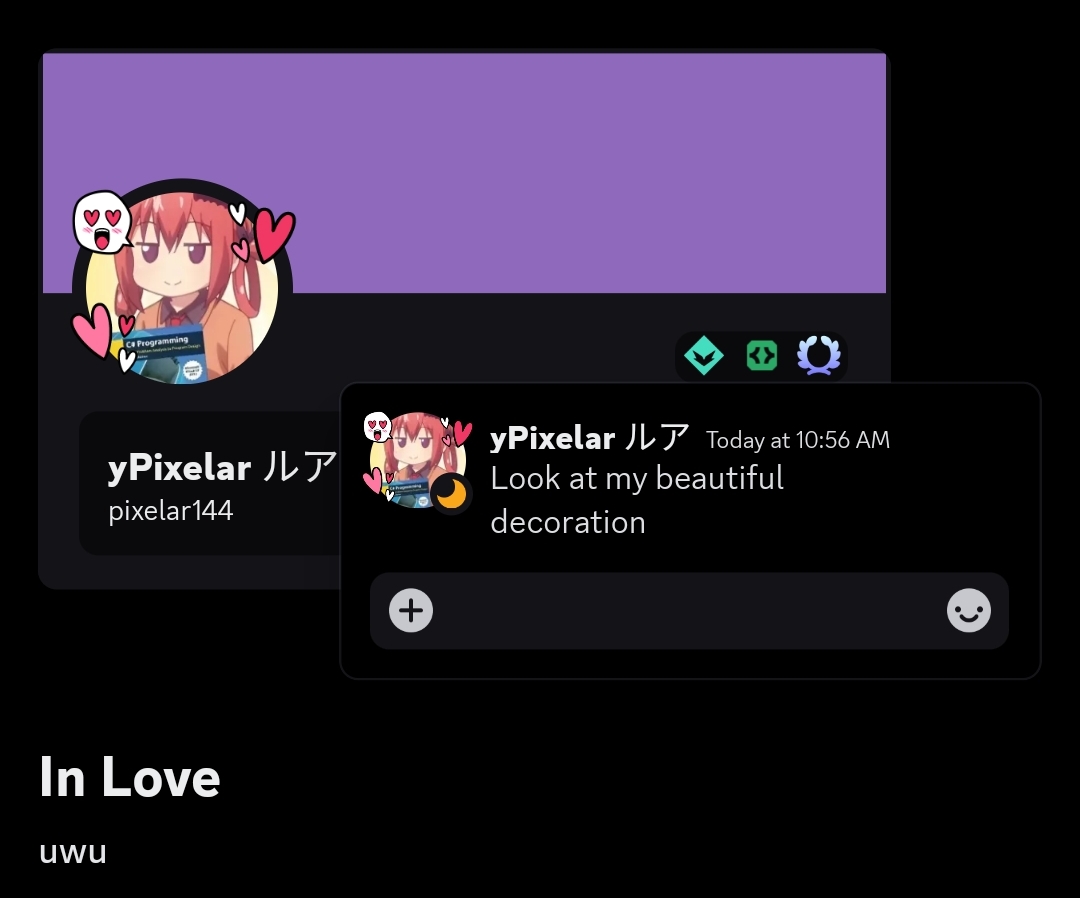 C# Programming
yPixelar ルア
pixelar144
yPixelar ルア Today at 10:56 AM
Look at my beautiful
decoration
In Love
uwu